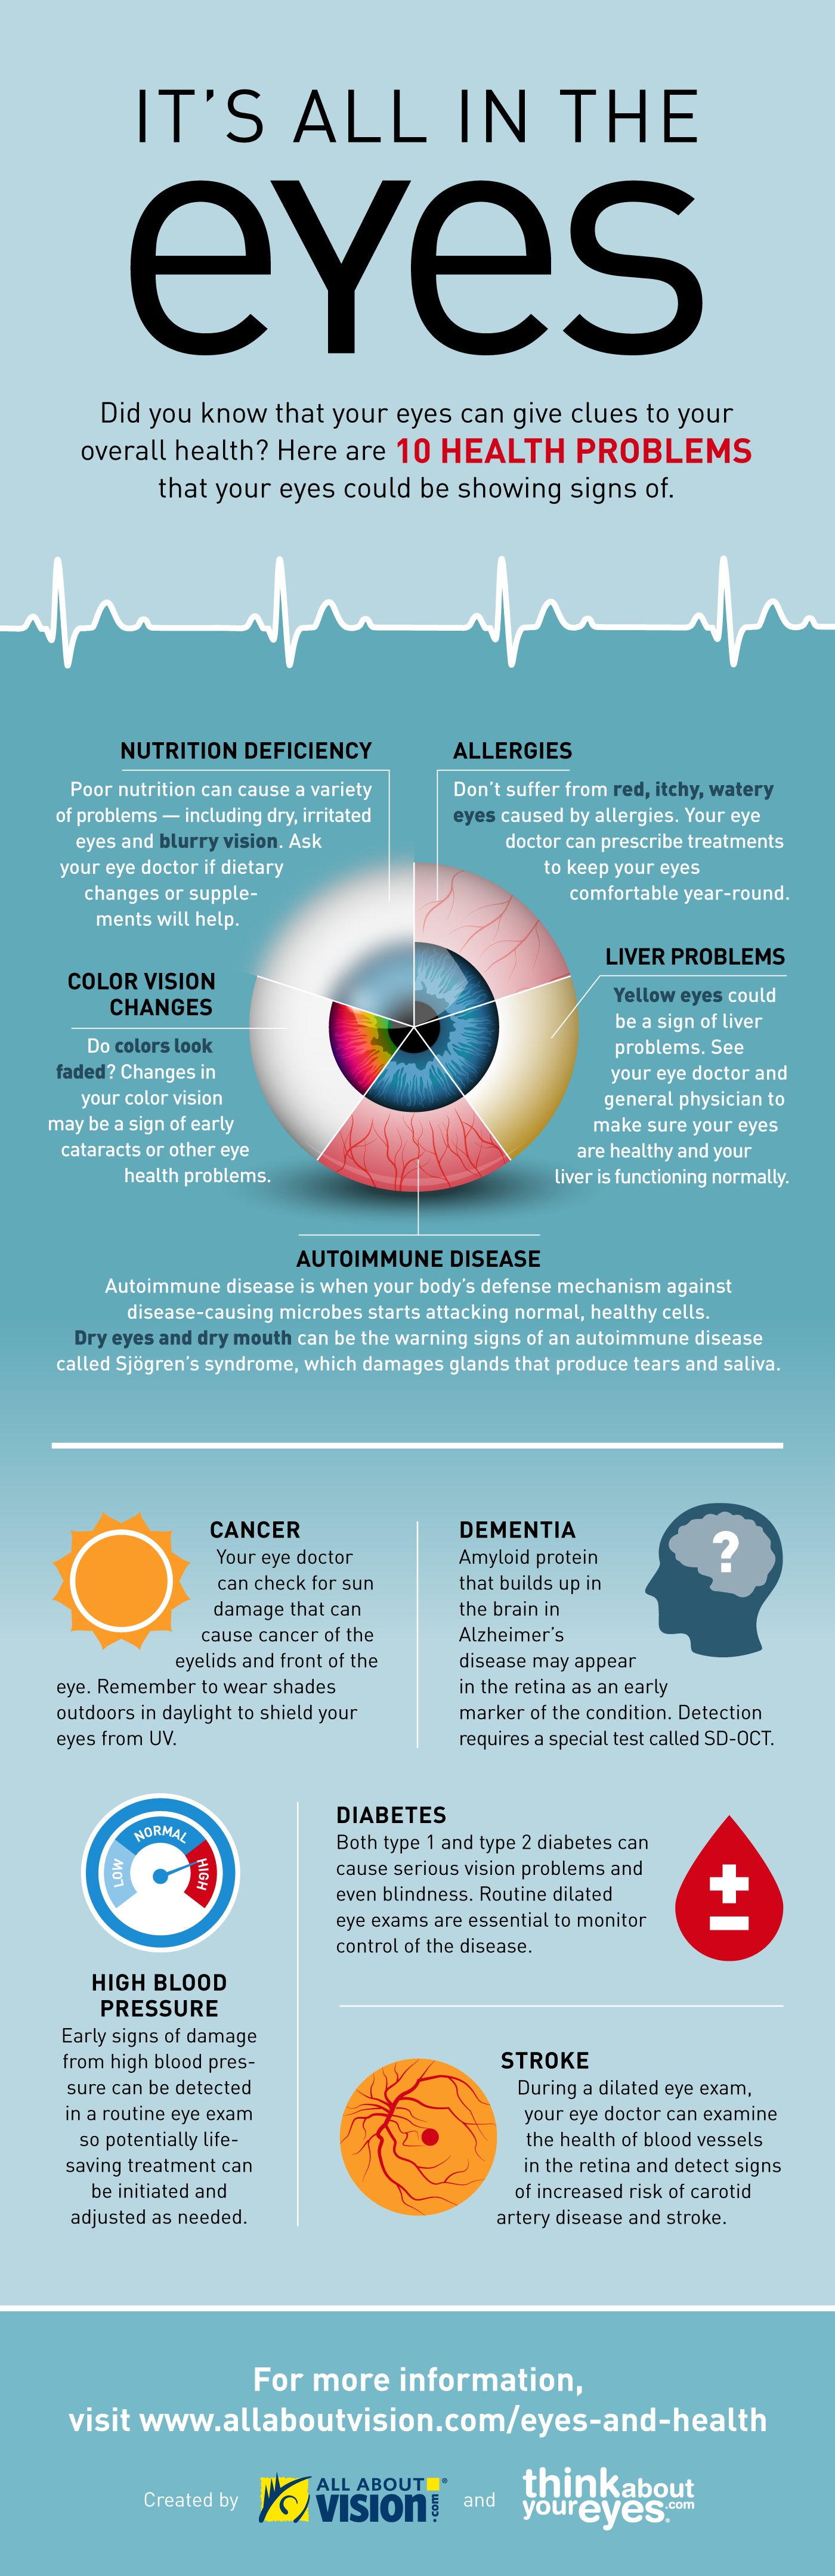 IT'S ALL IN THE
eyes
Did you know that your eyes can give clues to your
overall health? Here are 10 HEALTH PROBLEMS
that your eyes could be showing signs of.
NUTRITION DEFICIENCY
Poor nutrition can cause a variety
of problems — including dry, irritated
eyes and blurry vision. Ask
your eye doctor if dietary
changes or supple-
ments will help.
ALLERGIES
Don't suffer from red, itchy, watery
eyes caused by allergies. Your eye
doctor can prescribe treatments
to keep your eyes
comfortable year-round.
COLOR VISION
CHANGES
Do colors look
faded? Changes in
your color vision
may be a sign of early
cataracts or other eye
health problems.
LIVER PROBLEMS
Yellow eyes could
be a sign of liver
problems. See
your eye doctor and
general physician to
make sure your eyes
are healthy and your
liver is functioning normally.
AUTOIMMUNE DISEASE
Autoimmune disease is when your body's defense mechanism against
disease-causing microbes starts attacking normal, healthy cells.
Dry eyes and dry mouth can be the warning signs of an autoimmune disease
called Sjögren's syndrome, which damages glands that produce tears and saliva.
CANCER
Your eye doctor
can check for sun
damage that can
cause cancer of the
eyelids and front of the
eye. Remember to wear shades
outdoors in daylight to shield your
eyes from UV.
DEMENTIA
Amyloid protein
that builds up in
the brain in
Alzheimer's
disease may appear
in the retina as an early
marker of the condition. Detection
requires a special test called SD-OCT.
?
LOW
NORMAL
HIGH
HIGH BLOOD
PRESSURE
Early signs of damage
from high blood pres-
sure can be detected
in a routine eye exam
so potentially life-
saving treatment can
be initiated and
adjusted as needed.
DIABETES
Both type 1 and type 2 diabetes can
cause serious vision problems and
even blindness. Routine dilated
eye exams are essential to monitor
control of the disease.
STROKE
During a dilated eye exam,
your eye doctor can examine
the health of blood vessels
in the retina and detect signs
of increased risk of carotid
artery disease and stroke.
For more information,
visit www.allaboutvision.com/eyes-and-health
Created by
ALL ABOUT
VISION.com®
and
think about
youreyes.com®